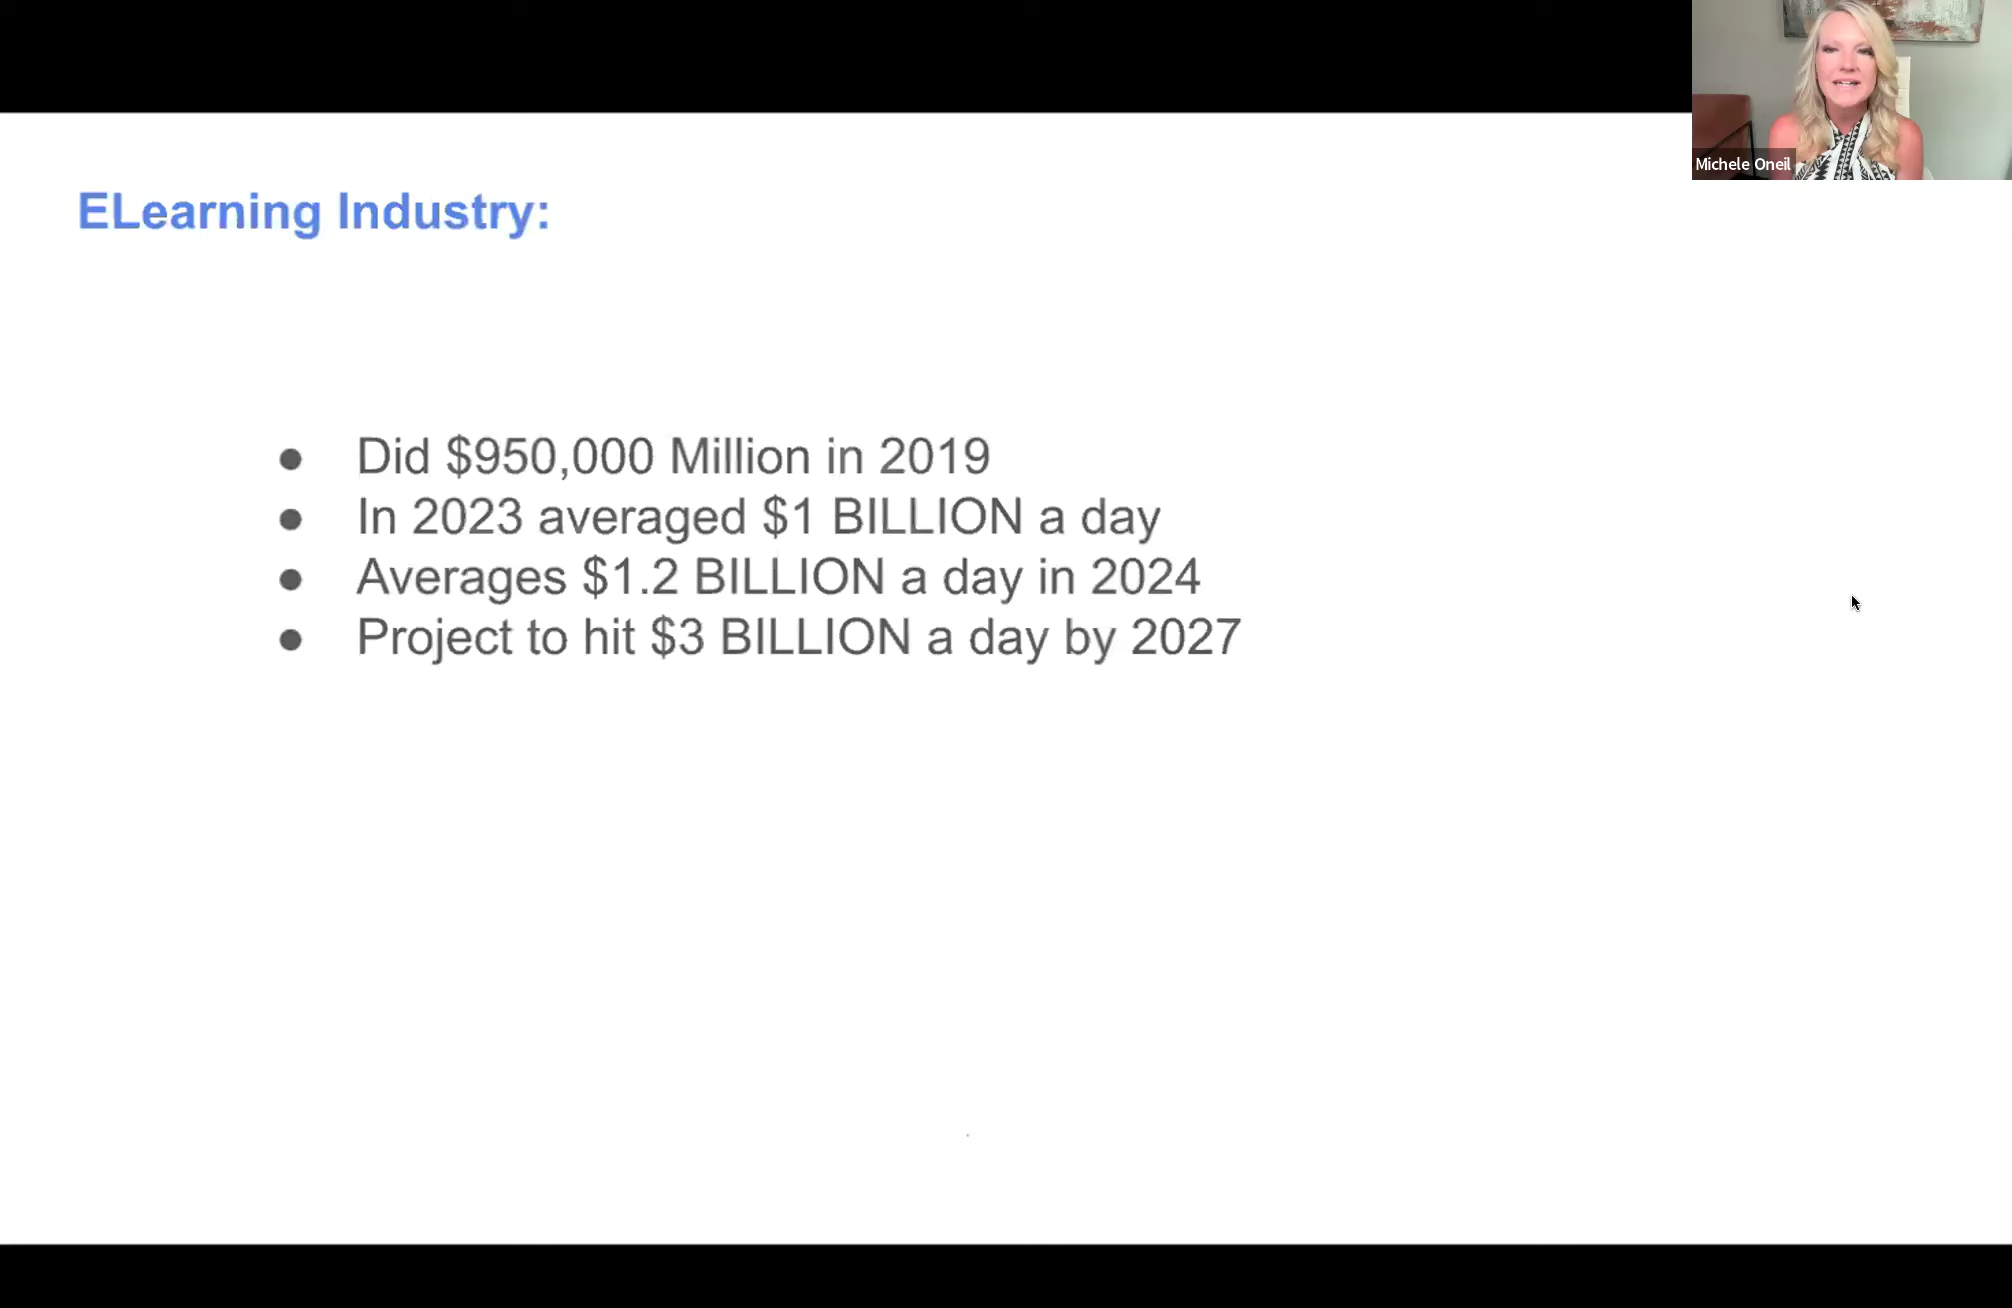 Michele Oneil
ELearning Industry:
● Did $950,000 Million in 2019
● In 2023 averaged $1 BILLION a day
● Averages $1.2 BILLION a day in 2024
● Project to hit $3 BILLION a day by 2027